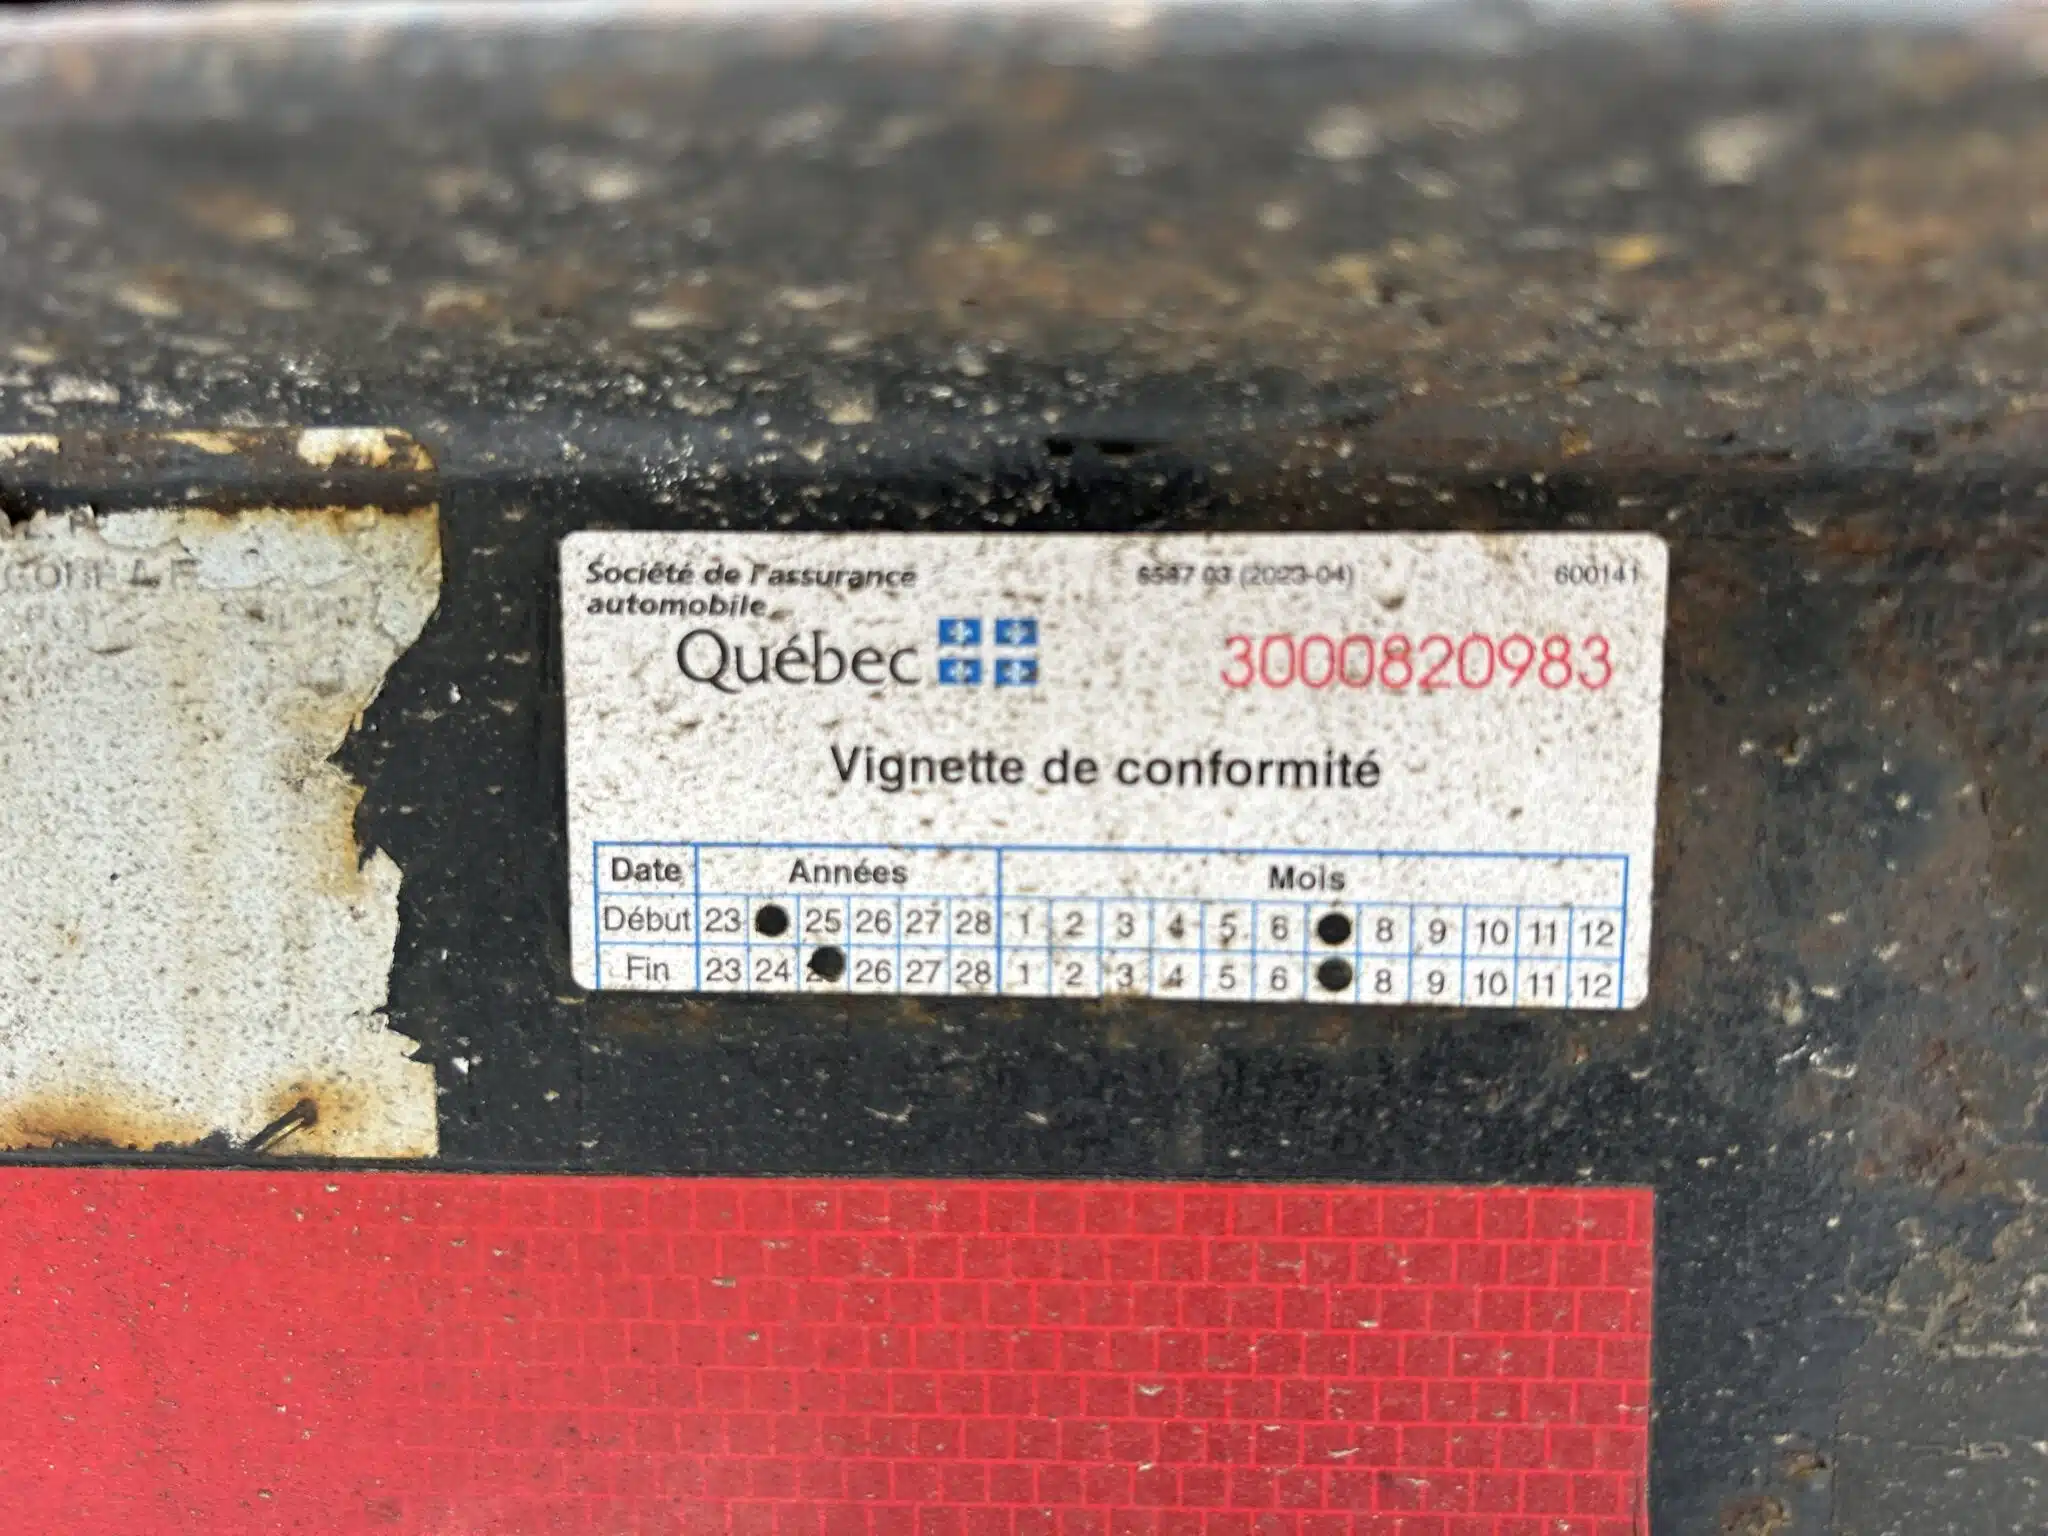 Société de l'assurance
automobile
6587 03 (2023-04)
600141
Québec
3000820983
Vignette de conformité
Date Années Mois
Début 23 25 26 27 28 1 2 3 4 5 6 8 9 10 11 12
Fin 23 24 26 27 28 1 2 3 4 5 6 8 9 10 11 12